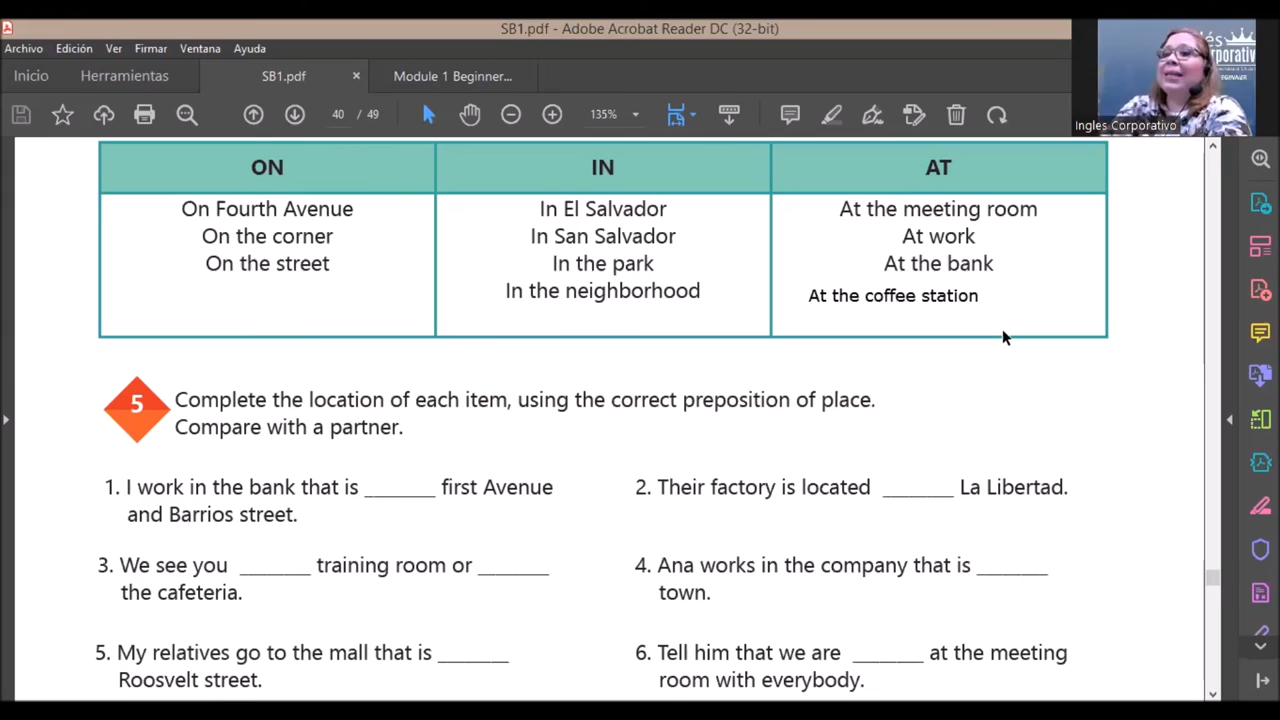 SB1.pdf - Adobe Acrobat Reader DC (32-bit)
Archivo Edición Ver Firmar Ventana Ayuda
Inicio Herramientas SB1.pdf × Module 1 Beginner...
40 / 49 135%
Ingles Corporativo
ON IN AT
On Fourth Avenue In El Salvador At the meeting room
On the corner In San Salvador At work
On the street In the park At the bank
In the neighborhood At the coffee station
5 Complete the location of each item, using the correct preposition of place.
Compare with a partner.
1. I work in the bank that is _______ first Avenue
and Barrios street.
2. Their factory is located _______ La Libertad.
3. We see you _______ training room or _______
the cafeteria.
4. Ana works in the company that is _______
town.
5. My relatives go to the mall that is _______
Roosvelt street.
6. Tell him that we are _______ at the meeting
room with everybody.